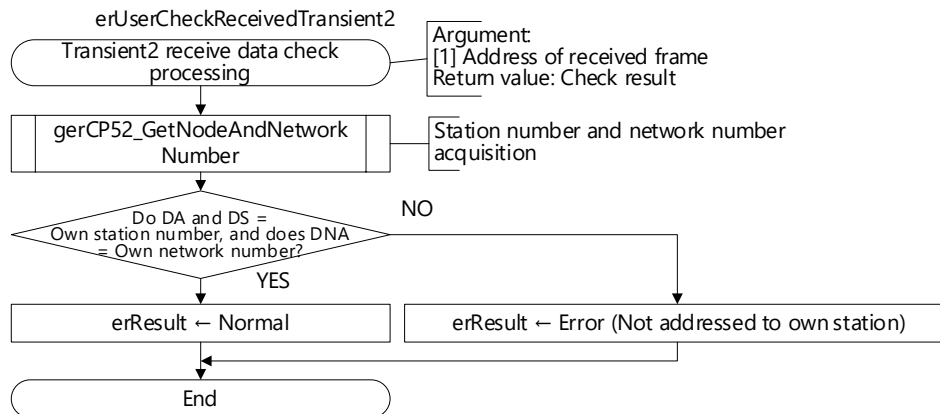 erUserCheckReceivedTransient2
Transient2 receive data check
processing
Argument:
[1] Address of received frame
Return value: Check result
gerCP52_GetNodeAndNetwork
Number
Station number and network number
acquisition
Do DA and DS =
Own station number, and does DNA
= Own network number?
NO
YES
erResult ← Normal
erResult ← Error (Not addressed to own station)
End